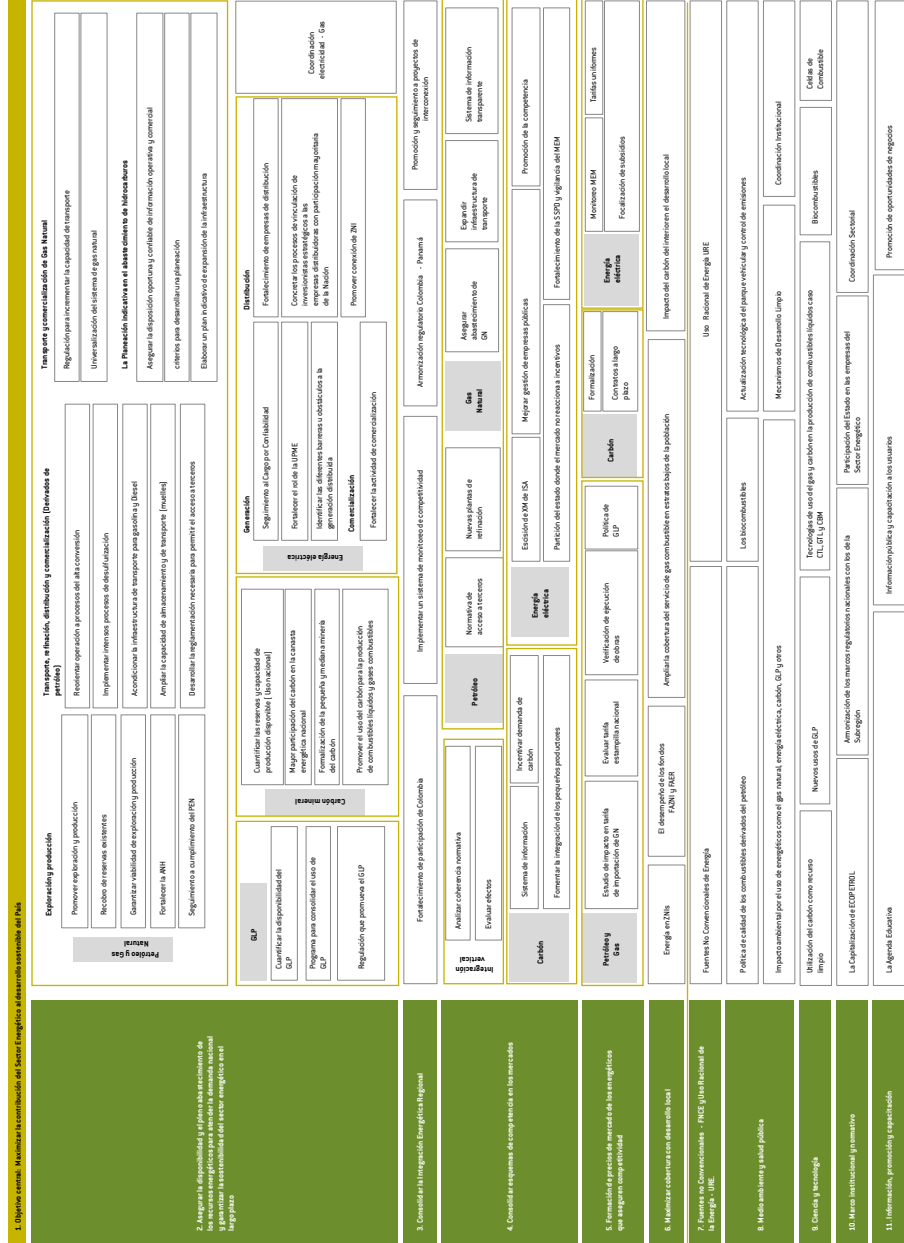 1. Objetivo central: Maximizar la contribución del Sector Energético al desarrollo sostenible del País
2. Asegurar la disponibilidad y el pleno abastecimiento de
los recursos energéticos para atender la demanda nacional
y garantizar la sostenibilidad del sector energético en el
largo plazo
Petróleo y Gas
Natural
Exploración y producción
Promover exploración y producción
Recobro de reservas existentes
Garantizar viabilidad de exploración y producción
Fortalecer la ANH
Seguimiento a cumplimiento del PEN
Transporte, refinación, distribución y comercialización (Derivados de
petróleo)
Reorientar operación a procesos del alta conversión
Implementar intensos procesos de desulfurización
Acondicionar la infraestructura de transporte para gasolina y Diesel
Ampliar la capacidad de almacenamiento y de transporte (muelles)
Desarrollar la reglamentación necesaria para permitir el acceso a terceros
Transporte y comercialización de Gas Natural
Regulación para incrementar la capacidad de transporte
Universalización del sistema de gas natural
La Planeación Indicativa en el abastecimiento de hidrocarburos
Asegurar la disposición oportuna y confiable de información operativa y comercial
criterios para desarrollar una planeación
Elaborar un plan indicativo de expansión de la infraestructura
GLP
Cuantificar la disponibilidad del
GLP
Programa para consolidar el uso de
GLP
Regulación que promueva el GLP
Carbón mineral
Cuantificar las reservas y capacidad de
producción disponible ( Uso nacional)
Mayor participación del carbón en la canasta
energética nacional
Formalización de la pequeña y mediana minería
del carbón
Promover el uso del carbón para la producción
de combustibles líquidos y gases combustibles
Energía eléctrica
Generación
Seguimiento al Cargo por Confiabilidad
Fortalecer el rol de la UPME
Identificar las diferentes barreras u obstáculos a la
generación distribuida
Comercialización
Fortalecer la actividad de comercialización
Distribución
Fortalecimiento de empresas de distribución
Concretar los procesos de vinculación de
inversionistas estratégicos a las
empresas distribuidoras con participación mayoritaria
de la Nación
Promover conexión de ZNI
Coordinación
electricidad - Gas
3. Consolidar la Integración Energética Regional
Fortalecimiento de participación de Colombia
Implementar un sistema de monitoreo de competitividad
Armonización regulatorio Colombia - Panamá
Promoción y seguimiento a proyectos de
interconexión
4. Consolidar esquemas de competencia en los mercados
Integración
vertical
Analizar coherencia normativa
Evaluar efectos
Petróleo
Normativa de
acceso a terceros
Nuevas plantas de
refinación
Gas
Natural
Asegurar
abastecimiento de
GN
Expandir
infraestructura de
transporte
Sistema de información
transparente
Carbón
Sistema de información
Incentivar demanda de
carbón
Fomentar la integración de los pequeños productores
Energía
eléctrica
Escisión de XM de ISA
Mejorar gestión de empresas públicas
Promoción de la competencia
Partición del estado donde el mercado no reacciona a incentivos
Fortalecimiento de la SSPD y vigilancia del MEM
5. Formación de precios de mercado de los energéticos
que aseguren competitividad
Petróleo y
Gas
Estudio de impacto en tarifa
de importación de GN
Evaluar tarifa
estampilla nacional
Verificación de ejecución
de obras
Política de
GLP
Carbón
Formalización
Contratos a largo
plazo
Energía
eléctrica
Monitoreo MEM
Tarifas uniformes
Focalización de subsidios
6. Maximizar cobertura con desarrollo local
Energía en ZNIs
El desempeño de los fondos
FAZNI y FAER
Ampliar la cobertura del servicio de gas combustible en estratos bajos de la población
Impacto del carbón del interior en el desarrollo local
7. Fuentes no Convencionales - FNCE y Uso Racional de
la Energía - URE.
Fuentes No Convencionales de Energía
Uso Racional de Energía URE
8. Medio ambiente y salud pública
Política de calidad de los combustibles derivados del petróleo
Los biocombustibles
Actualización tecnológica del parque vehicular y control de emisiones
Impacto ambiental por el uso de energéticos como el gas natural, energía eléctrica, carbón, GLP y otros
Mecanismos de Desarrollo Limpio
Coordinación Institucional
9. Ciencia y tecnología
Utilización del carbón como recurso
limpio
Nuevos usos de GLP
Tecnologías de uso del gas y carbón en la producción de combustibles líquidos caso
CTL, GTL y CBM
Biocombustibles
Celdas de
Combustible
10. Marco institucional y normativo
La Capitalización de ECOPETROL
Armonización de los marcos regulatorios nacionales con los de la
Subregión
Participación del Estado en las empresas del
Sector Energético
Coordinación Sectorial
11. Información, promoción y capacitación
La Agenda Educativa
Información pública y capacitación a los usuarios
Promoción de oportunidades de negocios